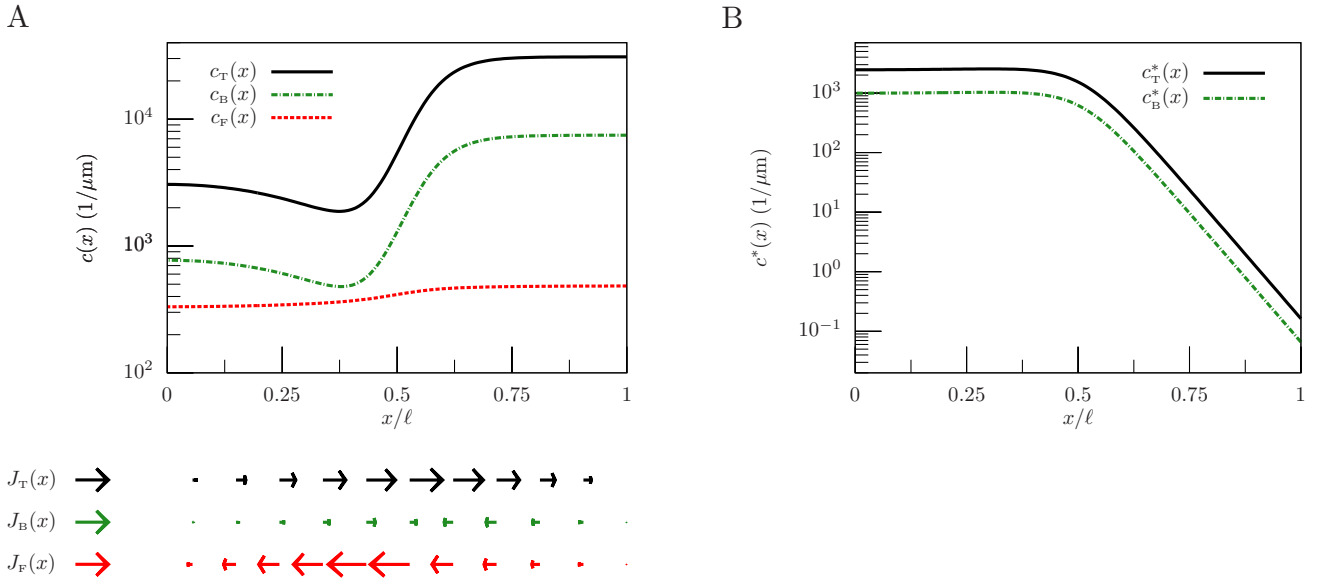 A
c_T(x)
c_B(x)
c_F(x)
c(x) (1/μm)
10^4
10^3
10^2
0
0.25
0.5
0.75
1
x/ℓ
J_T(x)
J_B(x)
J_F(x)
B
c*_T(x)
c*_B(x)
c*(x) (1/μm)
10^3
10^2
10^1
10^0
10^−1
0
0.25
0.5
0.75
1
x/ℓ